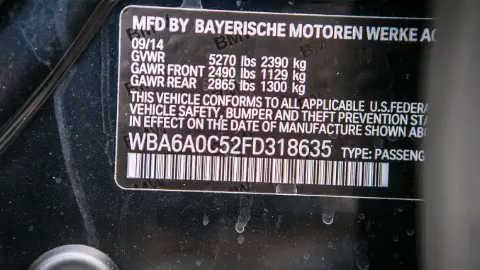 MFD BY BAYERISCHE MOTOREN WERKE AG
09/14
GVWR 5270 lbs 2390 kg
GAWR FRONT 2490 lbs 1129 kg
GAWR REAR 2865 lbs 1300 kg
THIS VEHICLE CONFORMS TO ALL APPLICABLE U.S.FEDERA
VEHICLE SAFETY, BUMPER AND THEFT PREVENTION STA
IN EFFECT ON THE DATE OF MANUFACTURE SHOWN ABO
WBA6A0C52FD318635 TYPE: PASSENG